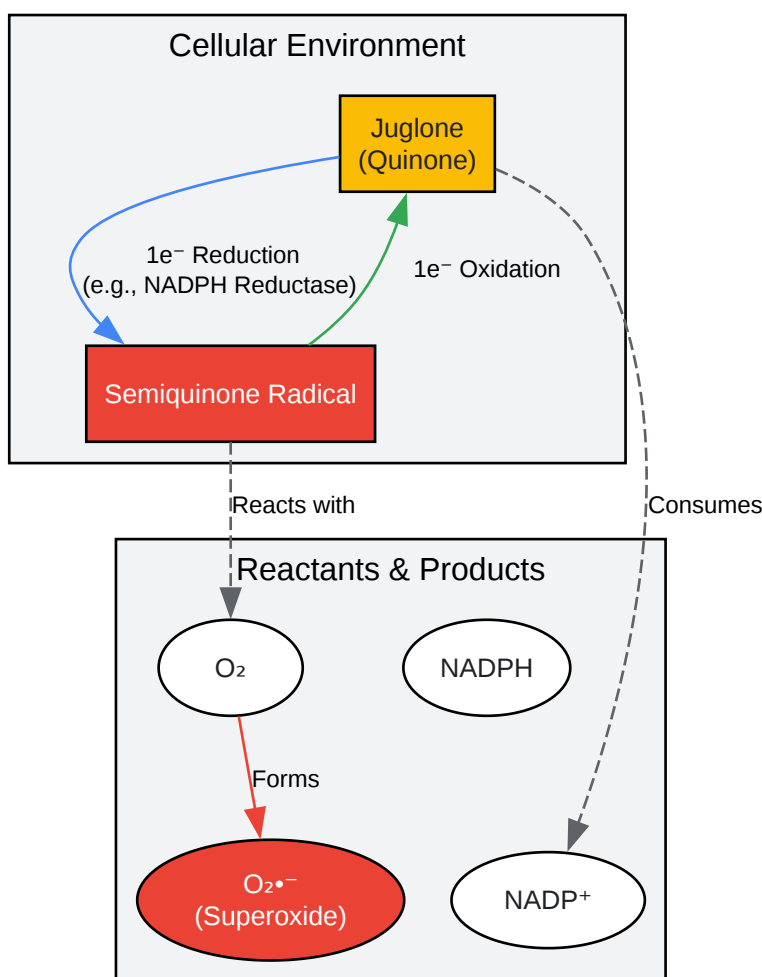 Cellular Environment
Juglone
(Quinone)
1e⁻ Reduction
(e.g., NADPH Reductase)
1e⁻ Oxidation
Semiquinone Radical
Reacts with
Consumes
Reactants & Products
O₂
NADPH
Forms
O₂•⁻
(Superoxide)
NADP⁺